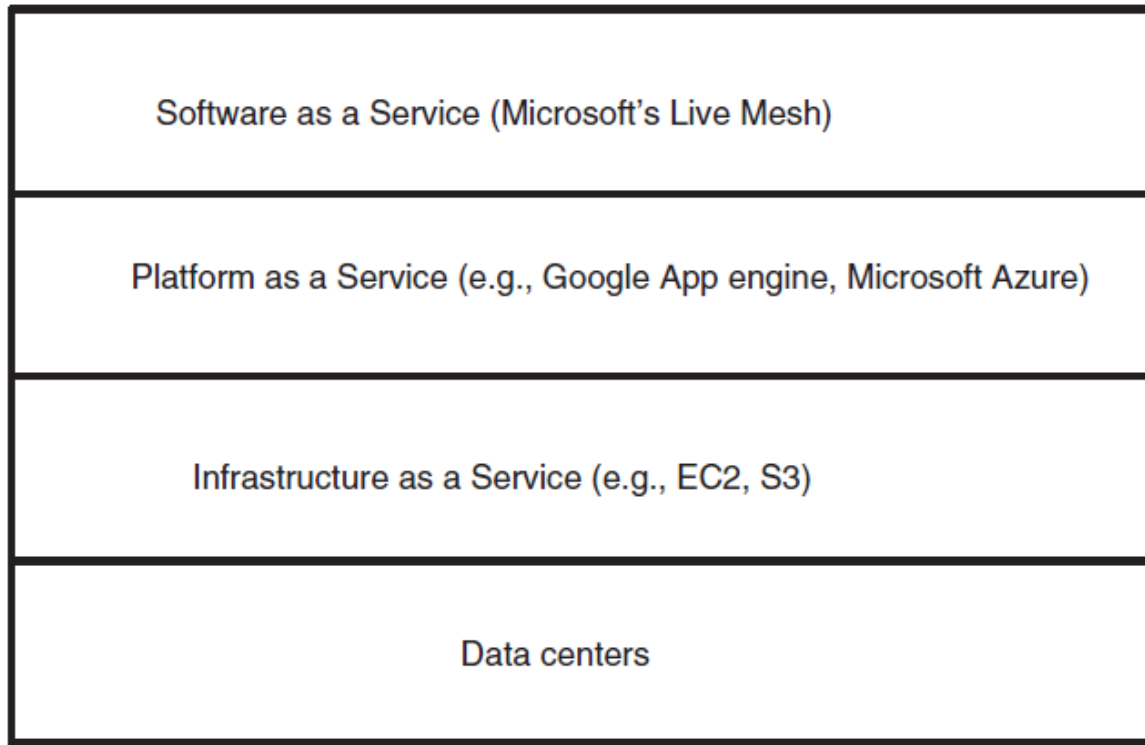 Software as a Service (Microsoft’s Live Mesh)
Platform as a Service (e.g., Google App engine, Microsoft Azure)
Infrastructure as a Service (e.g., EC2, S3)
Data centers